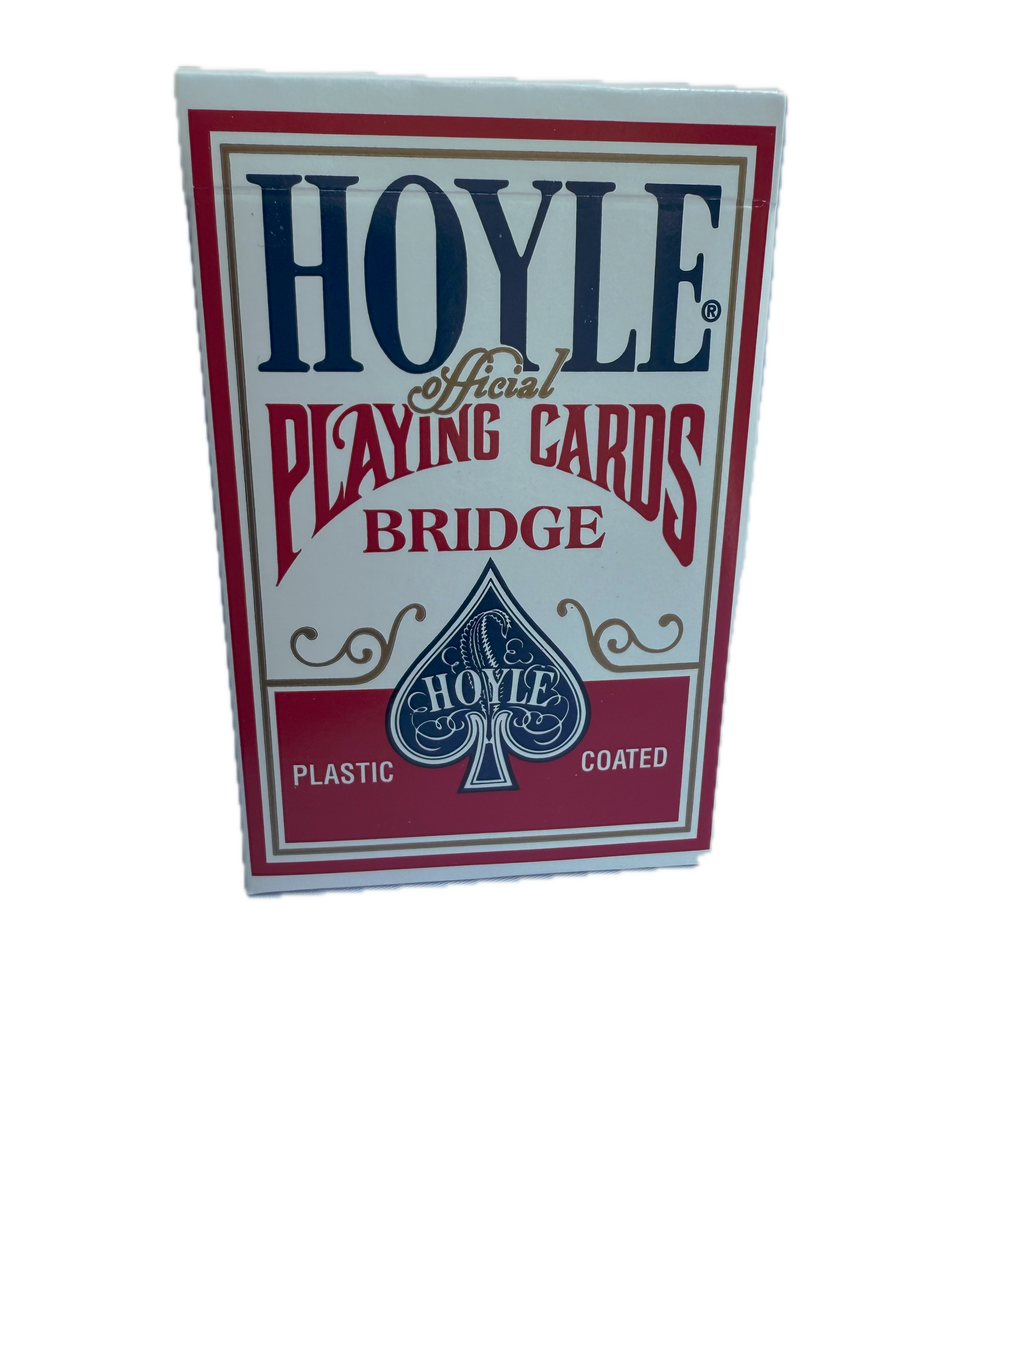 HOYLE®
official
PLAYING CARDS
BRIDGE
HOYLE
PLASTIC COATED